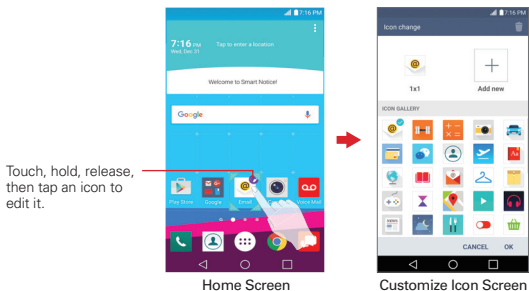 7:16 PM
7:16 PM
Wed, Dec 31
Tap to enter a location
Welcome to Smart Notice!
Google
Play Store
Google
Email
Voice Mail
Touch, hold, release,
then tap an icon to
edit it.
Home Screen
7:16 PM
Icon change
1x1
Add new
ICON GALLERY
Aa
NEWS
CANCEL
OK
Customize Icon Screen